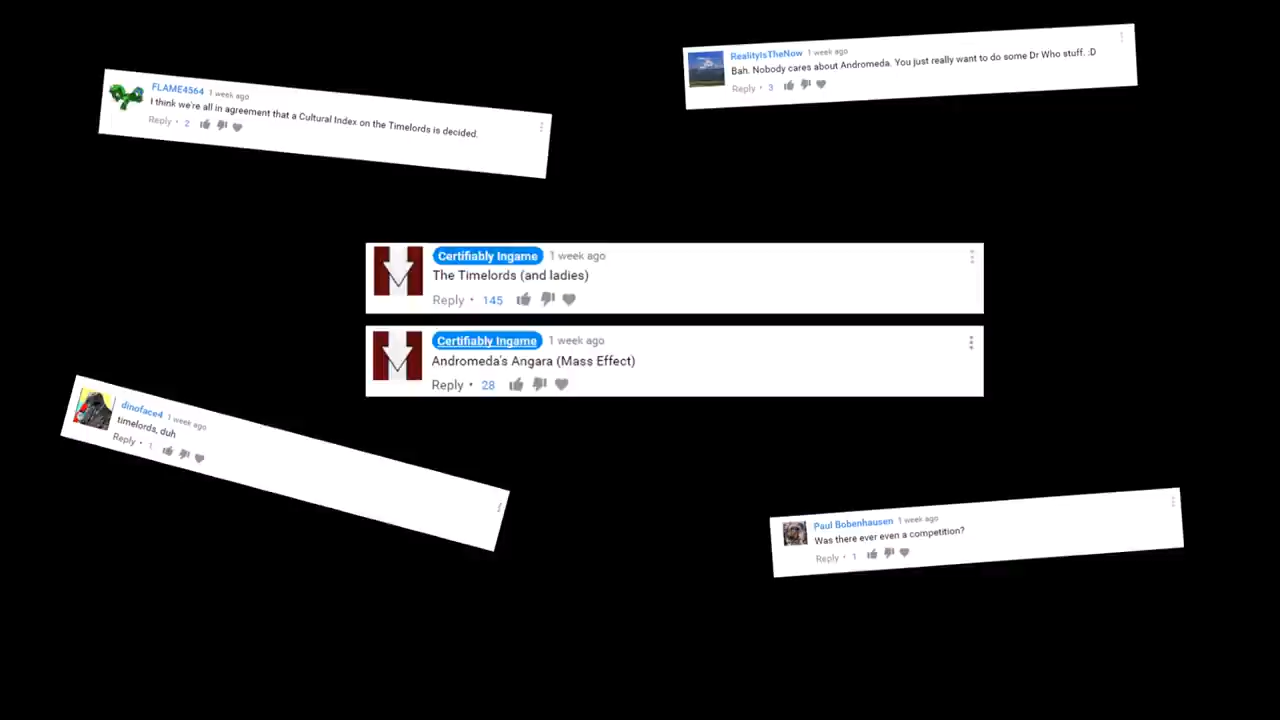 RealityIsTheNow 1 week ago
Bah. Nobody cares about Andromeda. You just really want to do some Dr Who stuff. :D
Reply • 3
FLAME4564 1 week ago
I think we're all in agreement that a Cultural Index on the Timelords is decided.
Reply • 2
Certifiably Ingame 1 week ago
The Timelords (and ladies)
Reply • 145
Certifiably Ingame 1 week ago
Andromeda's Angara (Mass Effect)
Reply • 28
dinoface4 1 week ago
timelords, duh
Reply • 1
Paul Bobenhausen 1 week ago
Was there ever even a competition?
Reply • 1